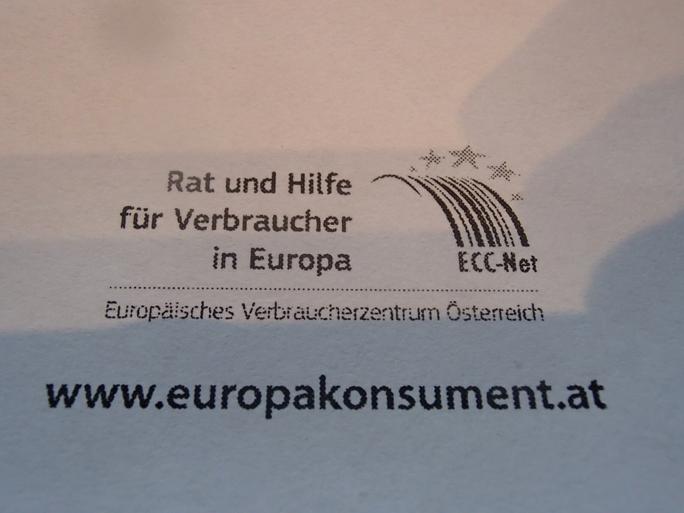 Rat und Hilfe
für Verbraucher
in Europa
ECC-Net
Europäisches Verbraucherzentrum Österreich
www.europakonsument.at